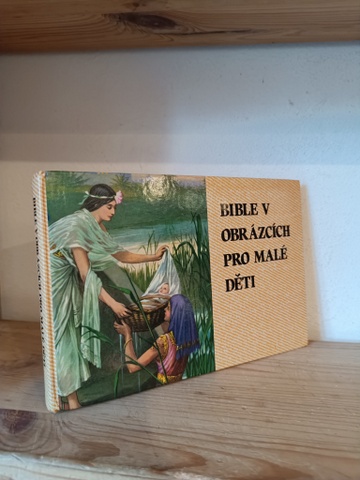 BIBLE V
OBRÁZCÍCH
PRO MALÉ
DĚTI